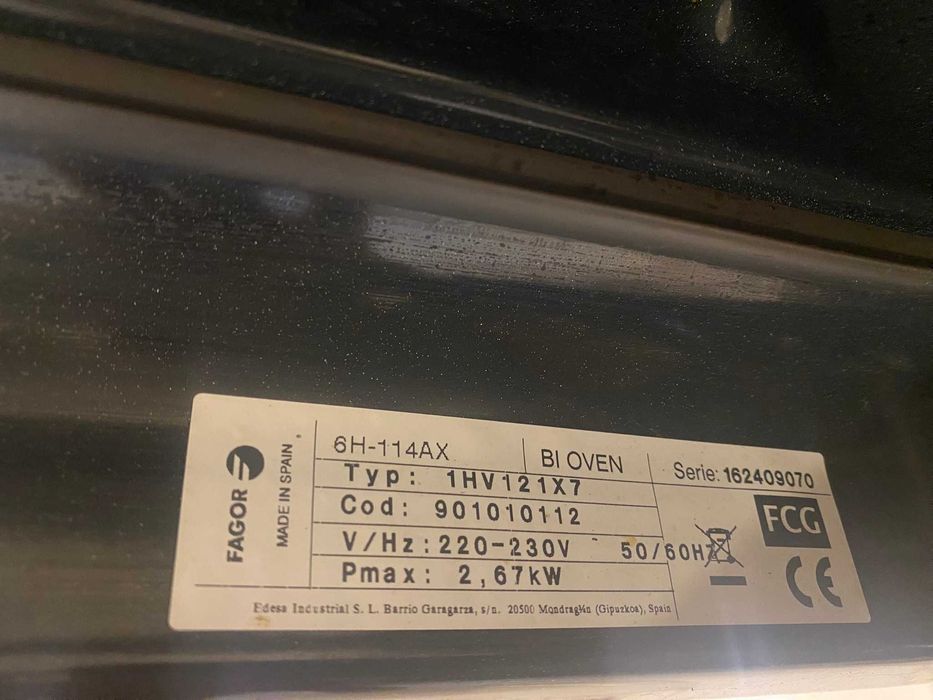 FAGOR
MADE IN SPAIN
6H-114AX BI OVEN Serie: 162409070
Typ: 1HV121X7
Cod: 901010112
V/Hz: 220-230V 50/60Hz
Pmax: 2,67kW
FCG
CE
Edesa Industrial S. L. Barrio Garagarza, s/n. 20500 (Gipuzkoa), Spain